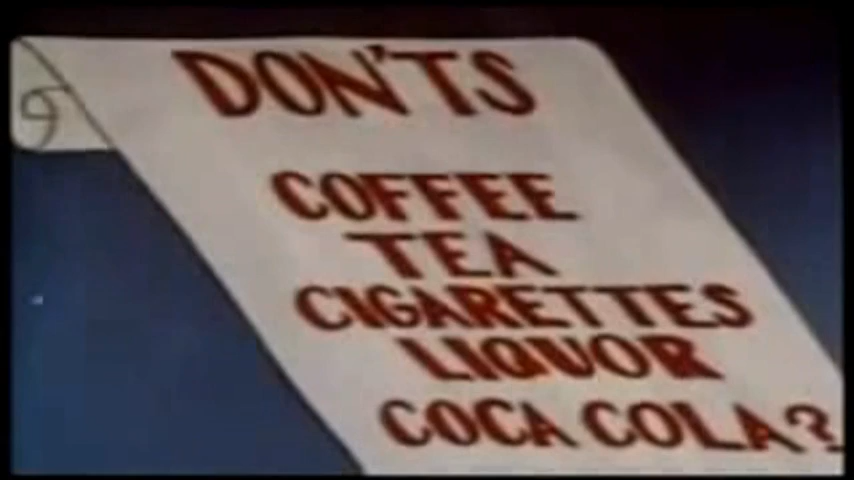 DON'TS
COFFEE
TEA
CIGARETTES
LIQUOR
COCA COLA?